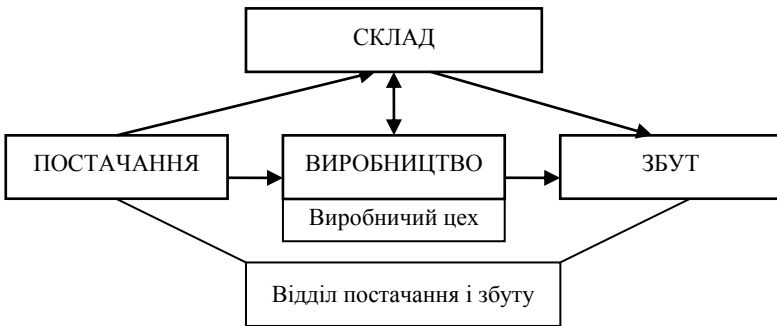 СКЛАД
ПОСТАЧАННЯ
ВИРОБНИЦТВО
ЗБУТ
Виробничий цех
Відділ постачання і збуту